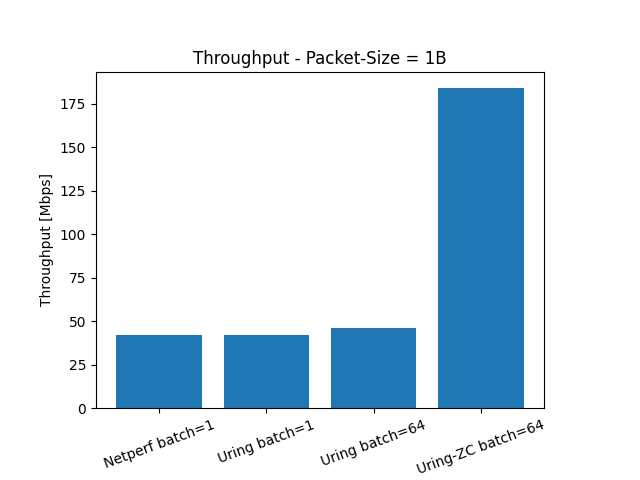 Throughput - Packet-Size = 1B
Throughput [Mbps]
175
150
125
100
75
50
25
0
Netperf batch=1
Uring batch=1
Uring batch=64
Uring-ZC batch=64